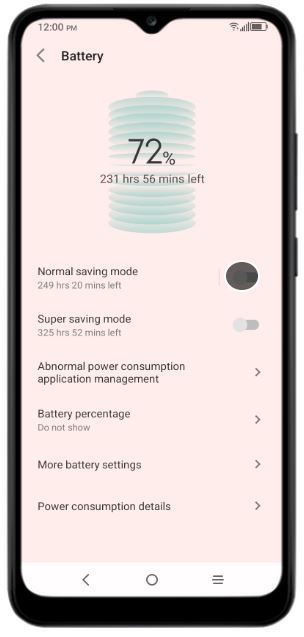 12:00 PM
Battery
72%
231 hrs 56 mins left
Normal saving mode
249 hrs 20 mins left
Super saving mode
325 hrs 52 mins left
Abnormal power consumption
application management
Battery percentage
Do not show
More battery settings
Power consumption details